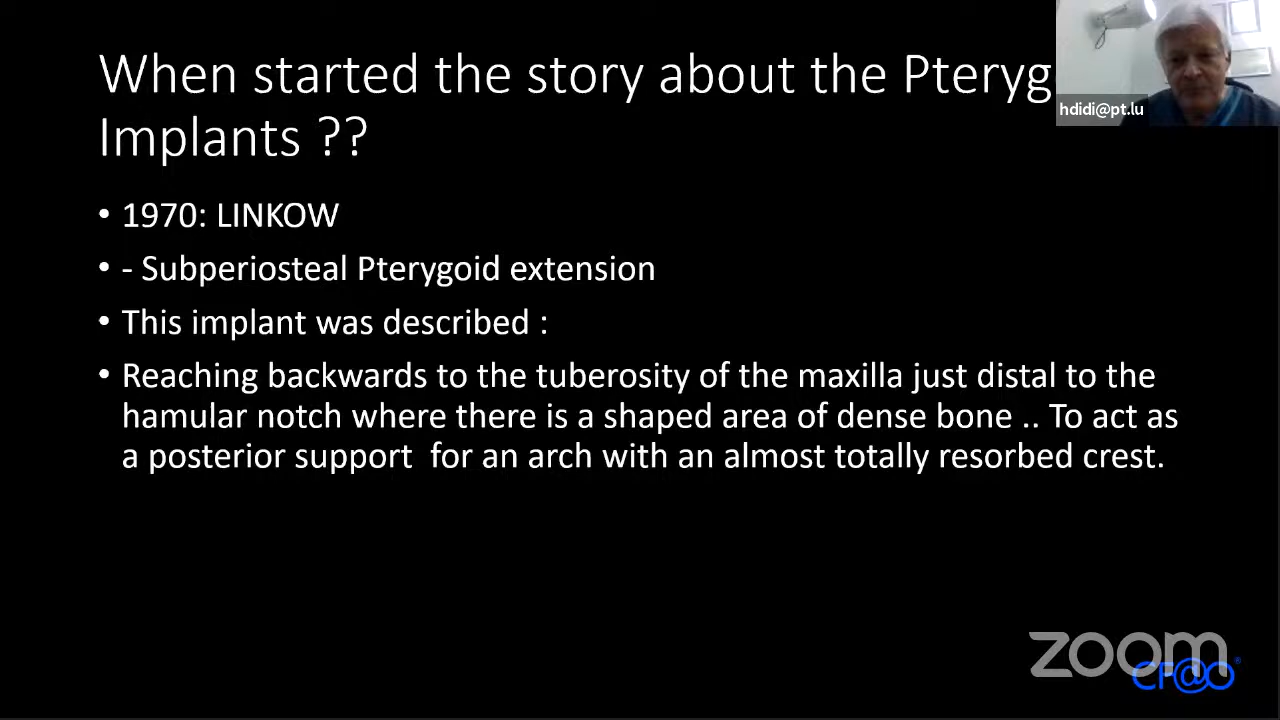 When started the story about the Pteryg
Implants ??
hdidi@pt.lu
• 1970: LINKOW
• - Subperiosteal Pterygoid extension
• This implant was described :
• Reaching backwards to the tuberosity of the maxilla just distal to the
hamular notch where there is a shaped area of dense bone .. To act as
a posterior support for an arch with an almost totally resorbed crest.
zoom
CF@O®